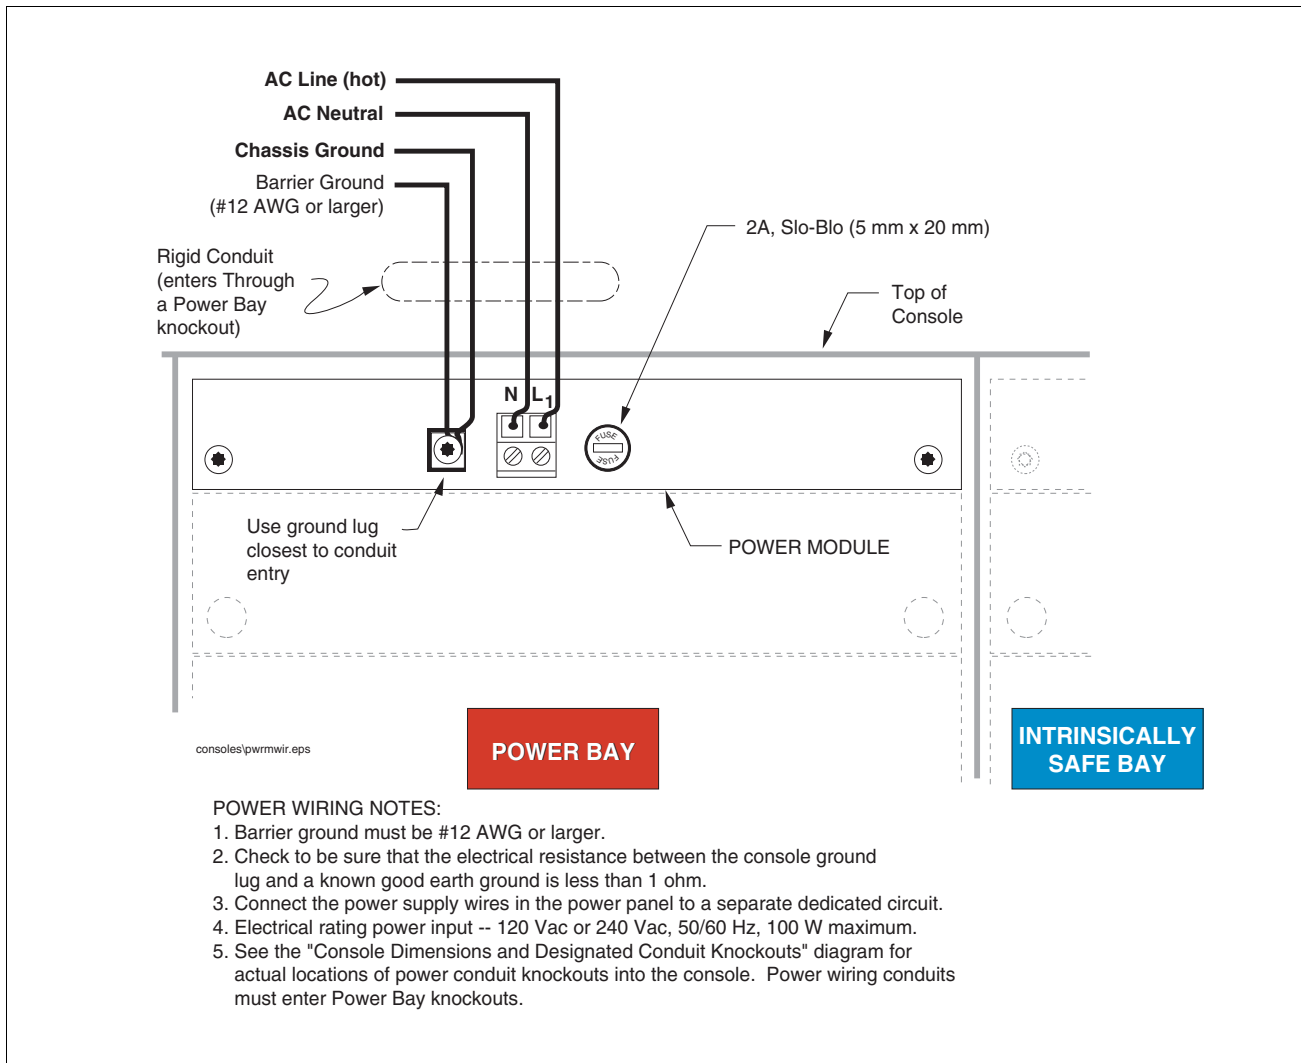 AC Line (hot)
AC Neutral
Chassis Ground
Barrier Ground
(#12 AWG or larger)
2A, Slo-Blo (5 mm x 20 mm)
Rigid Conduit
(enters Through
a Power Bay
knockout)
Top of
Console
N L1
FUSE
FUSE
Use ground lug
closest to conduit
entry
POWER MODULE
consoles\pwrmwir.eps
POWER BAY
INTRINSICALLY
SAFE BAY
POWER WIRING NOTES:
1. Barrier ground must be #12 AWG or larger.
2. Check to be sure that the electrical resistance between the console ground
lug and a known good earth ground is less than 1 ohm.
3. Connect the power supply wires in the power panel to a separate dedicated circuit.
4. Electrical rating power input -- 120 Vac or 240 Vac, 50/60 Hz, 100 W maximum.
5. See the "Console Dimensions and Designated Conduit Knockouts" diagram for
actual locations of power conduit knockouts into the console.  Power wiring conduits
must enter Power Bay knockouts.